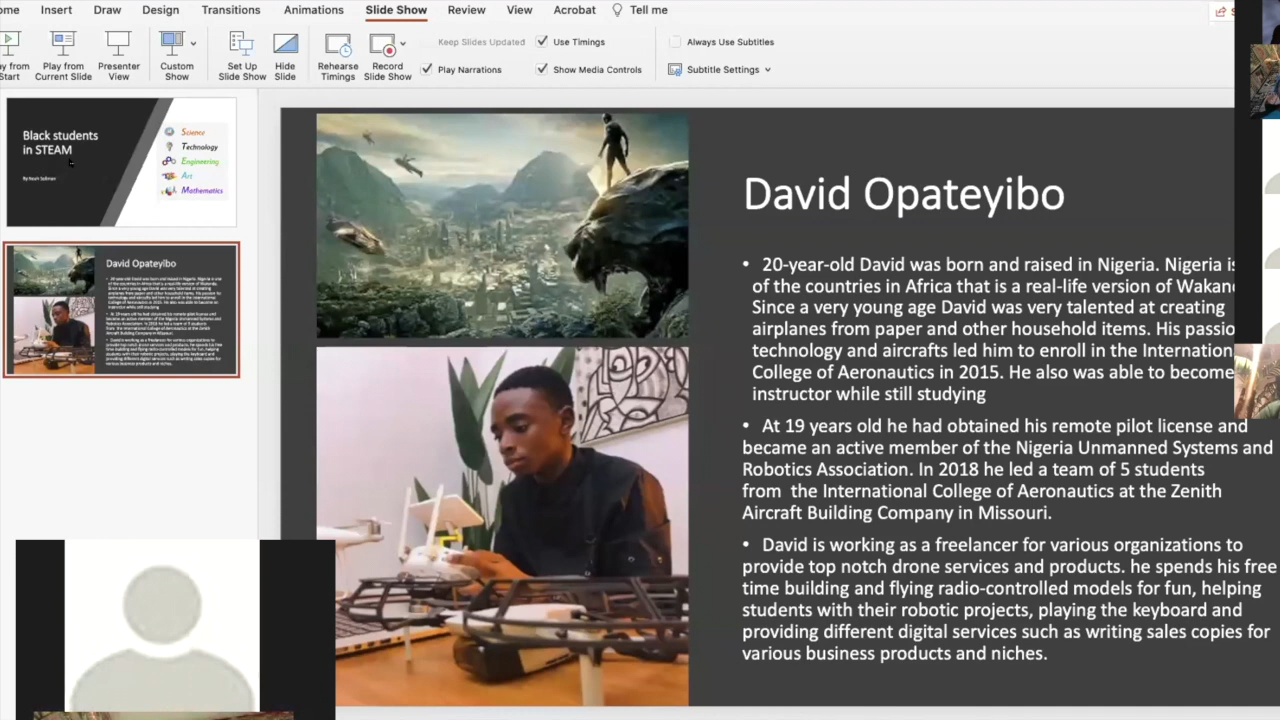 ome Insert Draw Design Transitions Animations Slide Show Review View Acrobat Tell me
Keep Slides Updated Use Timings Always Use Subtitles
y from Start Play from Current Slide Presenter View Custom Show Set Up Slide Show Hide Slide Rehearse Timings Record Slide Show Play Narrations Show Media Controls Subtitle Settings
Black students
in STEAM
Science
Technology
Engineering
Art
Mathematics
David Opateyibo
David Opateyibo
• 20-year-old David was born and raised in Nigeria. Nigeria is
of the countries in Africa that is a real-life version of Wakan
Since a very young age David was very talented at creating
airplanes from paper and other household items. His passio
technology and aircrafts led him to enroll in the Internation
College of Aeronautics in 2015. He also was able to become
instructor while still studying
• At 19 years old he had obtained his remote pilot license and
became an active member of the Nigeria Unmanned Systems and
Robotics Association. In 2018 he led a team of 5 students
from the International College of Aeronautics at the Zenith
Aircraft Building Company in Missouri.
• David is working as a freelancer for various organizations to
provide top notch drone services and products. he spends his free
time building and flying radio-controlled models for fun, helping
students with their robotic projects, playing the keyboard and
providing different digital services such as writing sales copies for
various business products and niches.